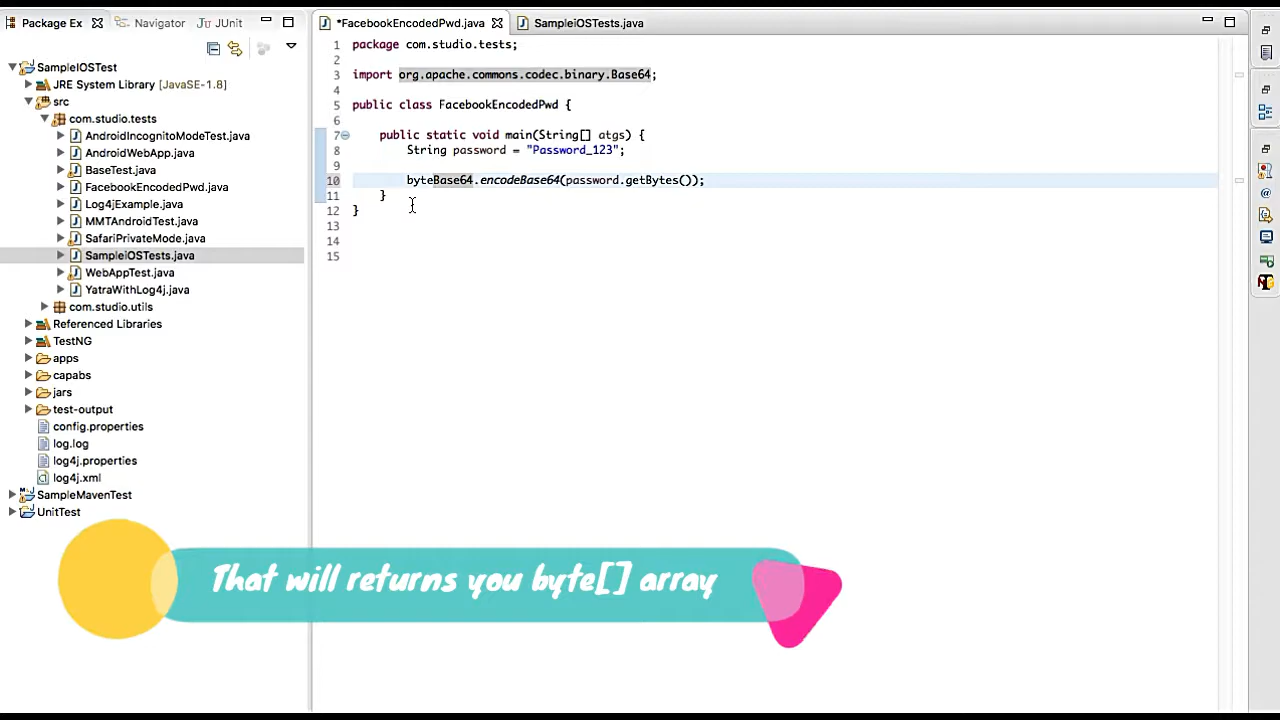 Package Ex
Navigator
JUnit
*FacebookEncodedPwd.java
SampleiOSTests.java
SampleIOSTest
JRE System Library [JavaSE-1.8]
src
com.studio.tests
AndroidIncognitoModeTest.java
AndroidWebApp.java
BaseTest.java
FacebookEncodedPwd.java
Log4jExample.java
MMTAndroidTest.java
SafariPrivateMode.java
SampleiOSTests.java
WebAppTest.java
YatraWithLog4j.java
com.studio.utils
Referenced Libraries
TestNG
apps
capabs
jars
test-output
config.properties
log.log
log4j.properties
log4j.xml
SampleMavenTest
UnitTest
1 package com.studio.tests;
2
3 import org.apache.commons.codec.binary.Base64;
4
5 public class FacebookEncodedPwd {
6
7 public static void main(String[] atgs) {
8 String password = "Password_123";
9
10 byteBase64.encodeBase64(password.getBytes());
11 }
12 }
13
14
15
That will returns you byte[] array